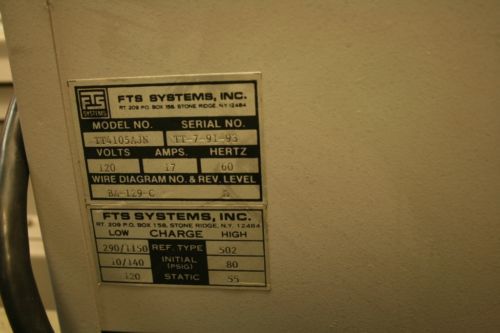 FTS SYSTEMS
FTS SYSTEMS, INC.
RT. 209 P.O. BOX 158, STONE RIDGE, N.Y. 12484
MODEL NO. SERIAL NO.
TT4105A3N TT-7-91-93
VOLTS AMPS. HERTZ
120 17 60
WIRE DIAGRAM NO. & REV. LEVEL
BA-129-C A
FTS SYSTEMS, INC.
RT. 209 P.O. BOX 158, STONE RIDGE, N.Y. 12484
LOW CHARGE HIGH
290/1150 REF. TYPE 502
10/140 INITIAL (PSIG) 80
120 STATIC 55